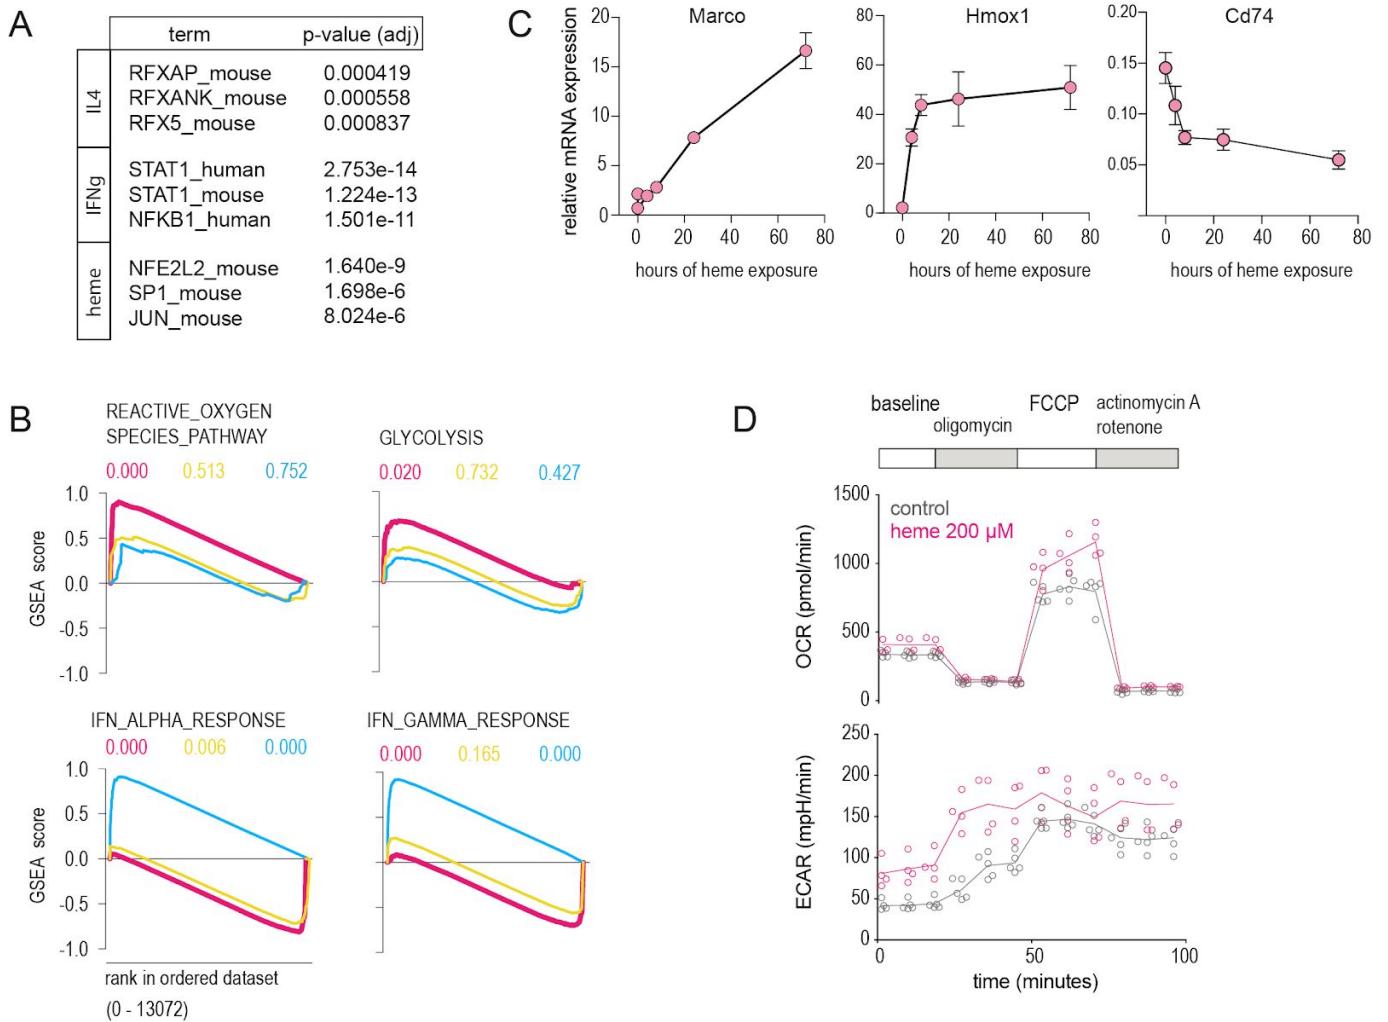 A
term p-value (adj)
IL4
RFXAP_mouse 0.000419
RFXANK_mouse 0.000558
RFX5_mouse 0.000837
IFNg
STAT1_human 2.753e-14
STAT1_mouse 1.224e-13
NFKB1_human 1.501e-11
heme
NFE2L2_mouse 1.640e-9
SP1_mouse 1.698e-6
JUN_mouse 8.024e-6
C
Marco
relative mRNA expression
20
15
10
5
0
0 20 40 60 80
hours of heme exposure
Hmox1
80
60
40
20
0
0 20 40 60 80
hours of heme exposure
Cd74
0.20
0.15
0.10
0.05
0 20 40 60 80
hours of heme exposure
B
REACTIVE_OXYGEN
SPECIES_PATHWAY
0.000 0.513 0.752
GSEA score
1.0
0.5
0.0
-0.5
-1.0
GLYCOLYSIS
0.020 0.732 0.427
IFN_ALPHA_RESPONSE
0.000 0.006 0.000
GSEA score
1.0
0.5
0.0
-0.5
-1.0
rank in ordered dataset
(0 - 13072)
IFN_GAMMA_RESPONSE
0.000 0.165 0.000
D
baseline
oligomycin
FCCP
actinomycin A
rotenone
OCR (pmol/min)
1500
1000
500
0
control
heme 200 µM
ECAR (mpH/min)
250
200
150
100
50
0
0 50 100
time (minutes)